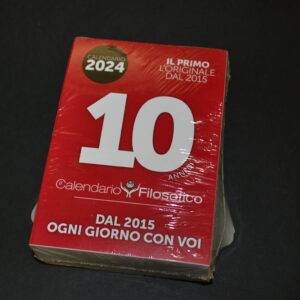 CALENDARIO
2024
IL PRIMO
L'ORIGINALE
DAL 2015
10
ANNI
Calendario Filosofico
DAL 2015
OGNI GIORNO CON VOI